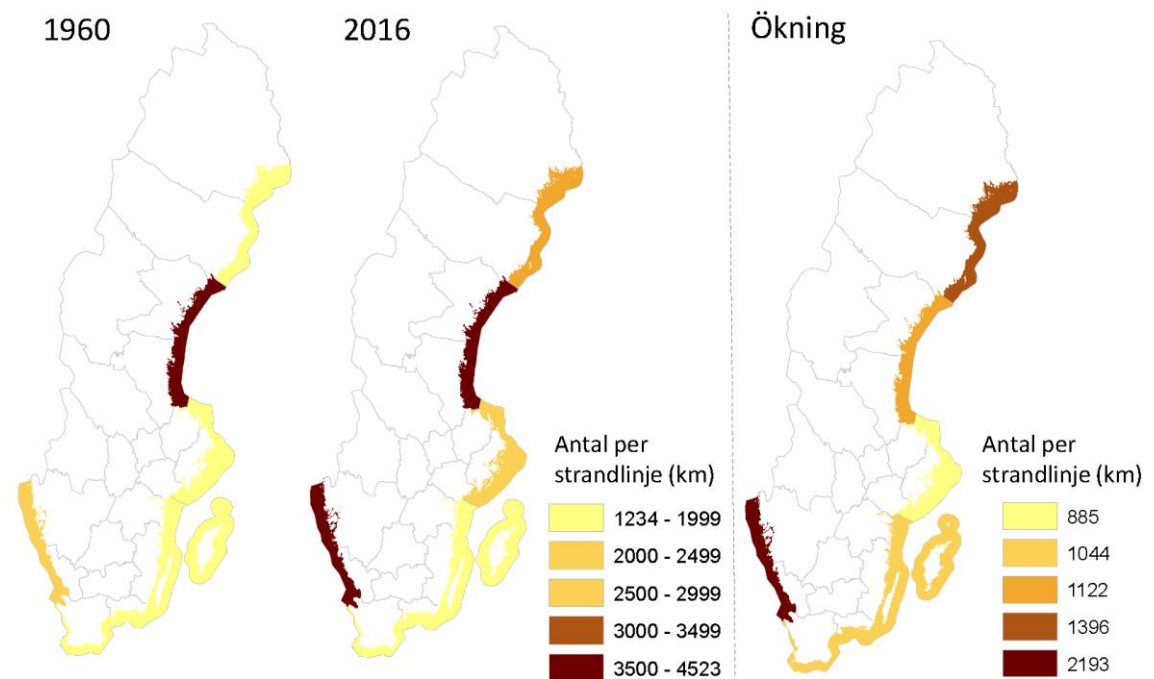 1960
2016
Ökning
Antal per
strandlinje (km)
1234 - 1999
2000 - 2499
2500 - 2999
3000 - 3499
3500 - 4523
Antal per
strandlinje (km)
885
1044
1122
1396
2193